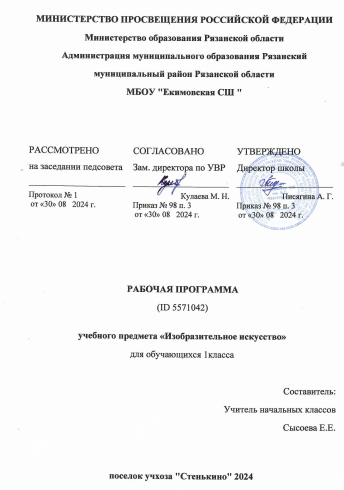 МИНИСТЕРСТВО ПРОСВЕЩЕНИЯ РОССИЙСКОЙ ФЕДЕРАЦИИ
Министерство образования Рязанской области
Администрация муниципального образования Рязанский
муниципальный район Рязанской области
МБОУ "Екимовская СШ "
РАССМОТРЕНО
на заседании педсовета
Протокол № 1
от «30» 08 2024 г.
СОГЛАСОВАНО
Зам. директора по УВР
Кулаева М. Н.
Приказ № 98 п. 3
от «30» 08 2024 г.
УТВЕРЖДЕНО
Директор школы
Писягина А. Г.
Приказ № 98 п. 3
от «30» 08 2024 г.
РАБОЧАЯ ПРОГРАММА
(ID 5571042)
учебного предмета «Изобразительное искусство»
для обучающихся 1класса
Составитель:
Учитель начальных классов
Сысоева Е.Е.
поселок учхоза "Стенькино" 2024